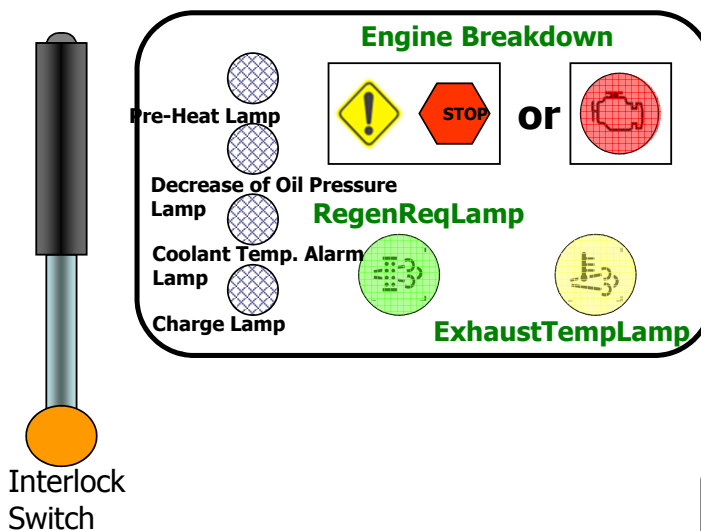 Engine Breakdown
STOP
or
Pre-Heat Lamp
Decrease of Oil Pressure
Lamp
RegenReqLamp
Coolant Temp. Alarm
Lamp
Charge Lamp
ExhaustTempLamp
Interlock
Switch